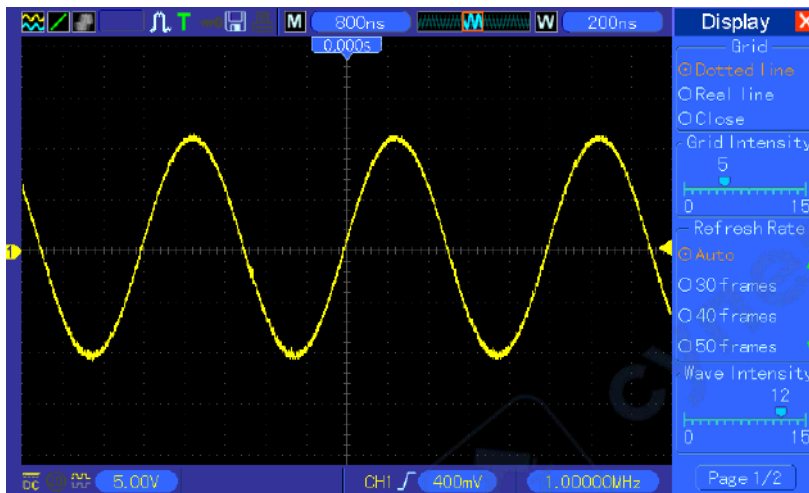 T M 800ns W 200ns Display X
0.000s
Grid
Dotted line
Real line
Close
Grid Intensity
5
0 15
Refresh Rate
Auto
30 frames
40 frames
50 frames
Wave Intensity
12
0 15
1
DC 5.00V CH1 400mV 1.00000MHz Page 1/2